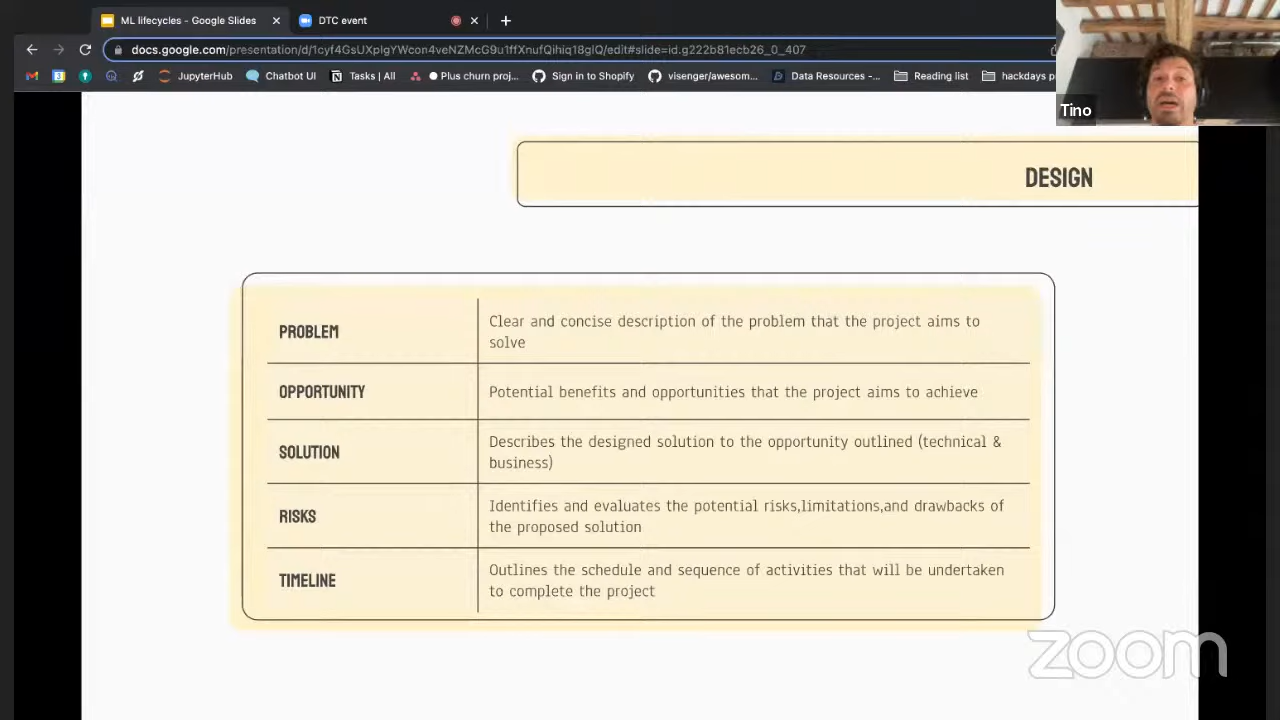 ML lifecycles - Google Slides
DTC event
docs.google.com/presentation/d/1cyf4GsUXplgYWcon4veNZMcG9u1ffXnufQihiq18glQ/edit#slide=id.g222b81ecb26_0_407
JupyterHub
Chatbot UI
Tasks | All
Plus churn proj...
Sign in to Shopify
visenger/awesom...
Data Resources -...
Reading list
hackdays
Tino
DESIGN
PROBLEM
Clear and concise description of the problem that the project aims to
solve
OPPORTUNITY
Potential benefits and opportunities that the project aims to achieve
SOLUTION
Describes the designed solution to the opportunity outlined (technical &
business)
RISKS
Identifies and evaluates the potential risks,limitations,and drawbacks of
the proposed solution
TIMELINE
Outlines the schedule and sequence of activities that will be undertaken
to complete the project
zoom